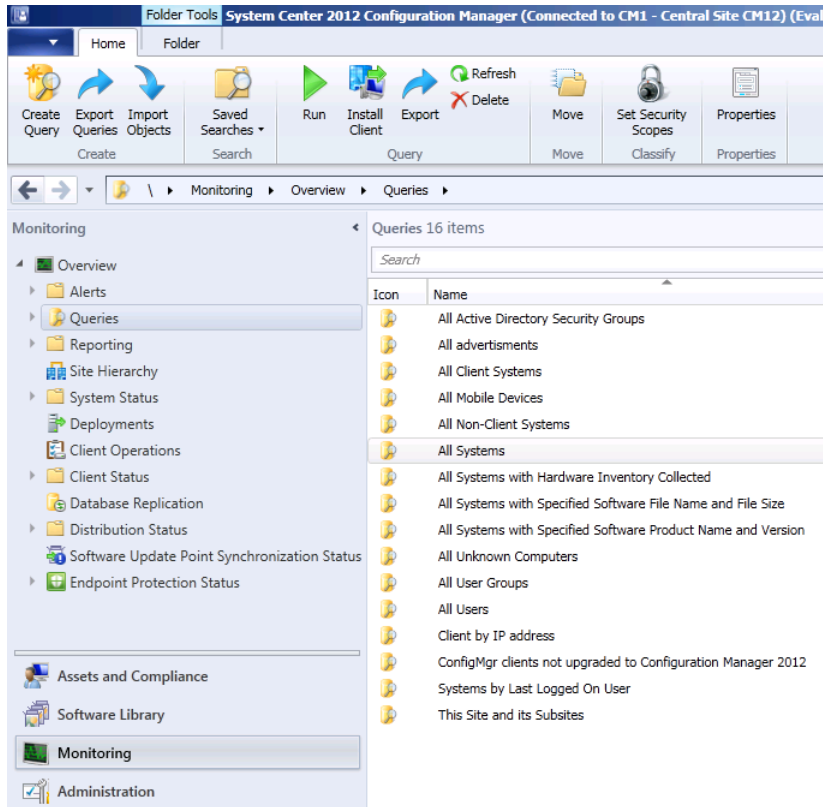 Folder Tools System Center 2012 Configuration Manager (Connected to CM1 - Central Site CM12) (Eval
Home Folder
Create Query
Export Queries
Import Objects
Saved Searches
Run
Install Client
Export
Refresh
Delete
Move
Set Security Scopes
Properties
Create Search Query Move Classify Properties
\ Monitoring Overview Queries
Monitoring
Overview
Alerts
Queries
Reporting
Site Hierarchy
System Status
Deployments
Client Operations
Client Status
Database Replication
Distribution Status
Software Update Point Synchronization Status
Endpoint Protection Status
Assets and Compliance
Software Library
Monitoring
Administration
Queries 16 items
Search
Icon Name
All Active Directory Security Groups
All advertisments
All Client Systems
All Mobile Devices
All Non-Client Systems
All Systems
All Systems with Hardware Inventory Collected
All Systems with Specified Software File Name and File Size
All Systems with Specified Software Product Name and Version
All Unknown Computers
All User Groups
All Users
Client by IP address
ConfigMgr clients not upgraded to Configuration Manager 2012
Systems by Last Logged On User
This Site and its Subsites